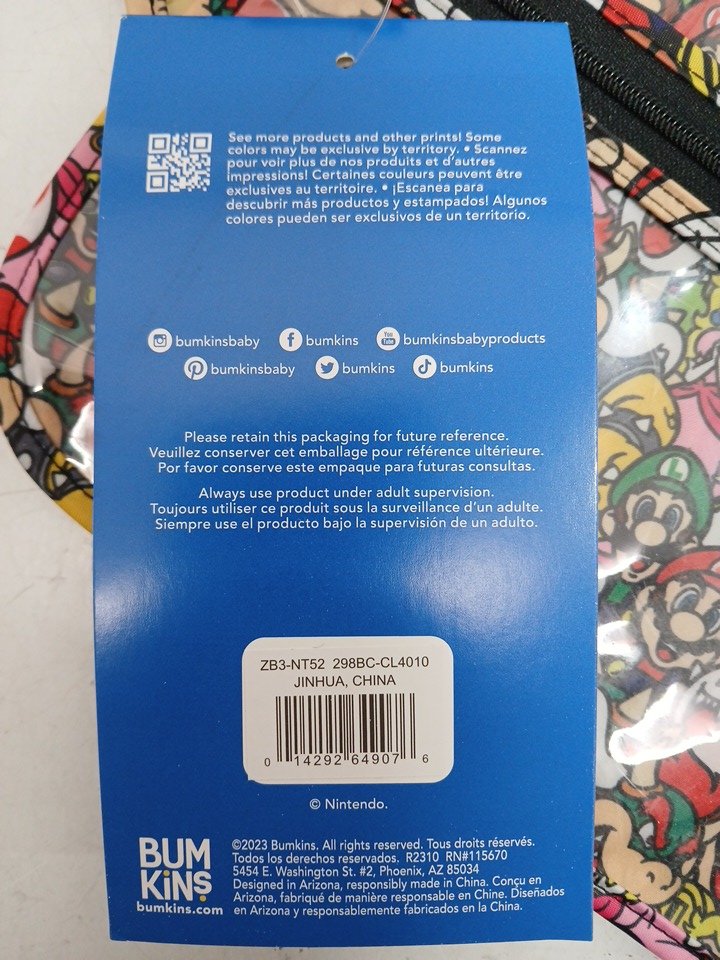 See more products and other prints! Some
colors may be exclusive by territory. • Scannez
pour voir plus de nos produits et d'autres
impressions! Certaines couleurs peuvent être
exclusives au territoire. • ¡Escanea para
descubrir más productos y estampados! Algunos
colores pueden ser exclusivos de un territorio.
bumkinsbaby bumkins You Tube bumkinsbabyproducts
bumkinsbaby bumkins bumkins
Please retain this packaging for future reference.
Veuillez conserver cet emballage pour référence ultérieure.
Por favor conserve este empaque para futuras consultas.
Always use product under adult supervision.
Toujours utiliser ce produit sous la surveillance d'un adulte.
Siempre use el producto bajo la supervisión de un adulto.
ZB3-NT52 298BC-CL4010
JINHUA, CHINA
0 14292 64907 6
© Nintendo.
BUM
KiNS
bumkins.com
©2023 Bumkins. All rights reserved. Tous droits réservés.
Todos los derechos reservados. R2310 RN#115670
5454 E. Washington St. #2, Phoenix, AZ 85034
Designed in Arizona, responsibly made in China. Conçu en
Arizona, fabriqué de manière responsable en Chine. Diseñados
en Arizona y responsablemente fabricados en la China.
L